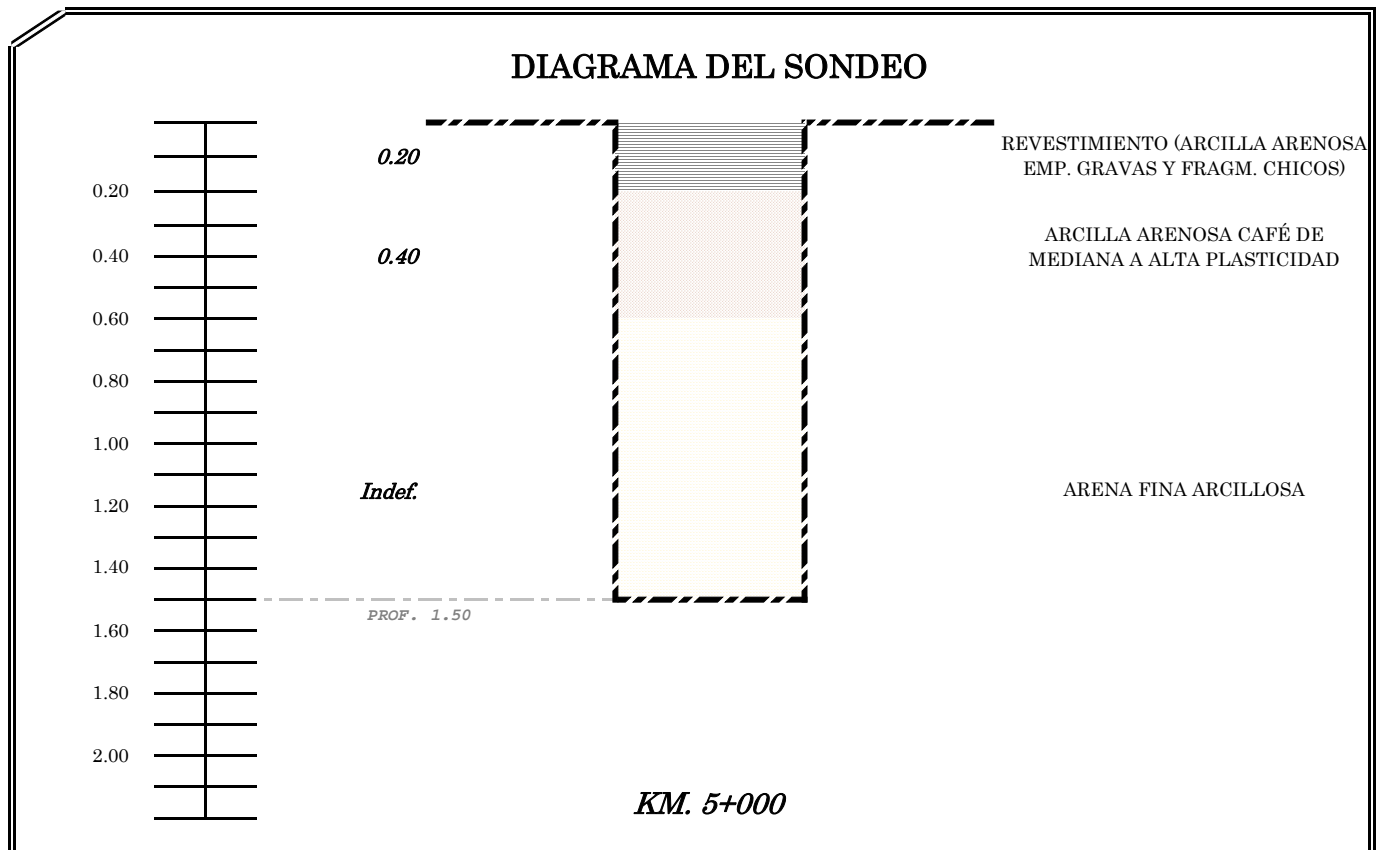 DIAGRAMA DEL SONDEO
0.20
REVESTIMIENTO (ARCILLA ARENOSA
EMP. GRAVAS Y FRAGM. CHICOS)
0.20
0.40
0.40
ARCILLA ARENOSA CAFÉ DE
MEDIANA A ALTA PLASTICIDAD
0.60
0.80
1.00
Indef.
ARENA FINA ARCILLOSA
1.20
1.40
PROF. 1.50
1.60
1.80
2.00
KM. 5+000